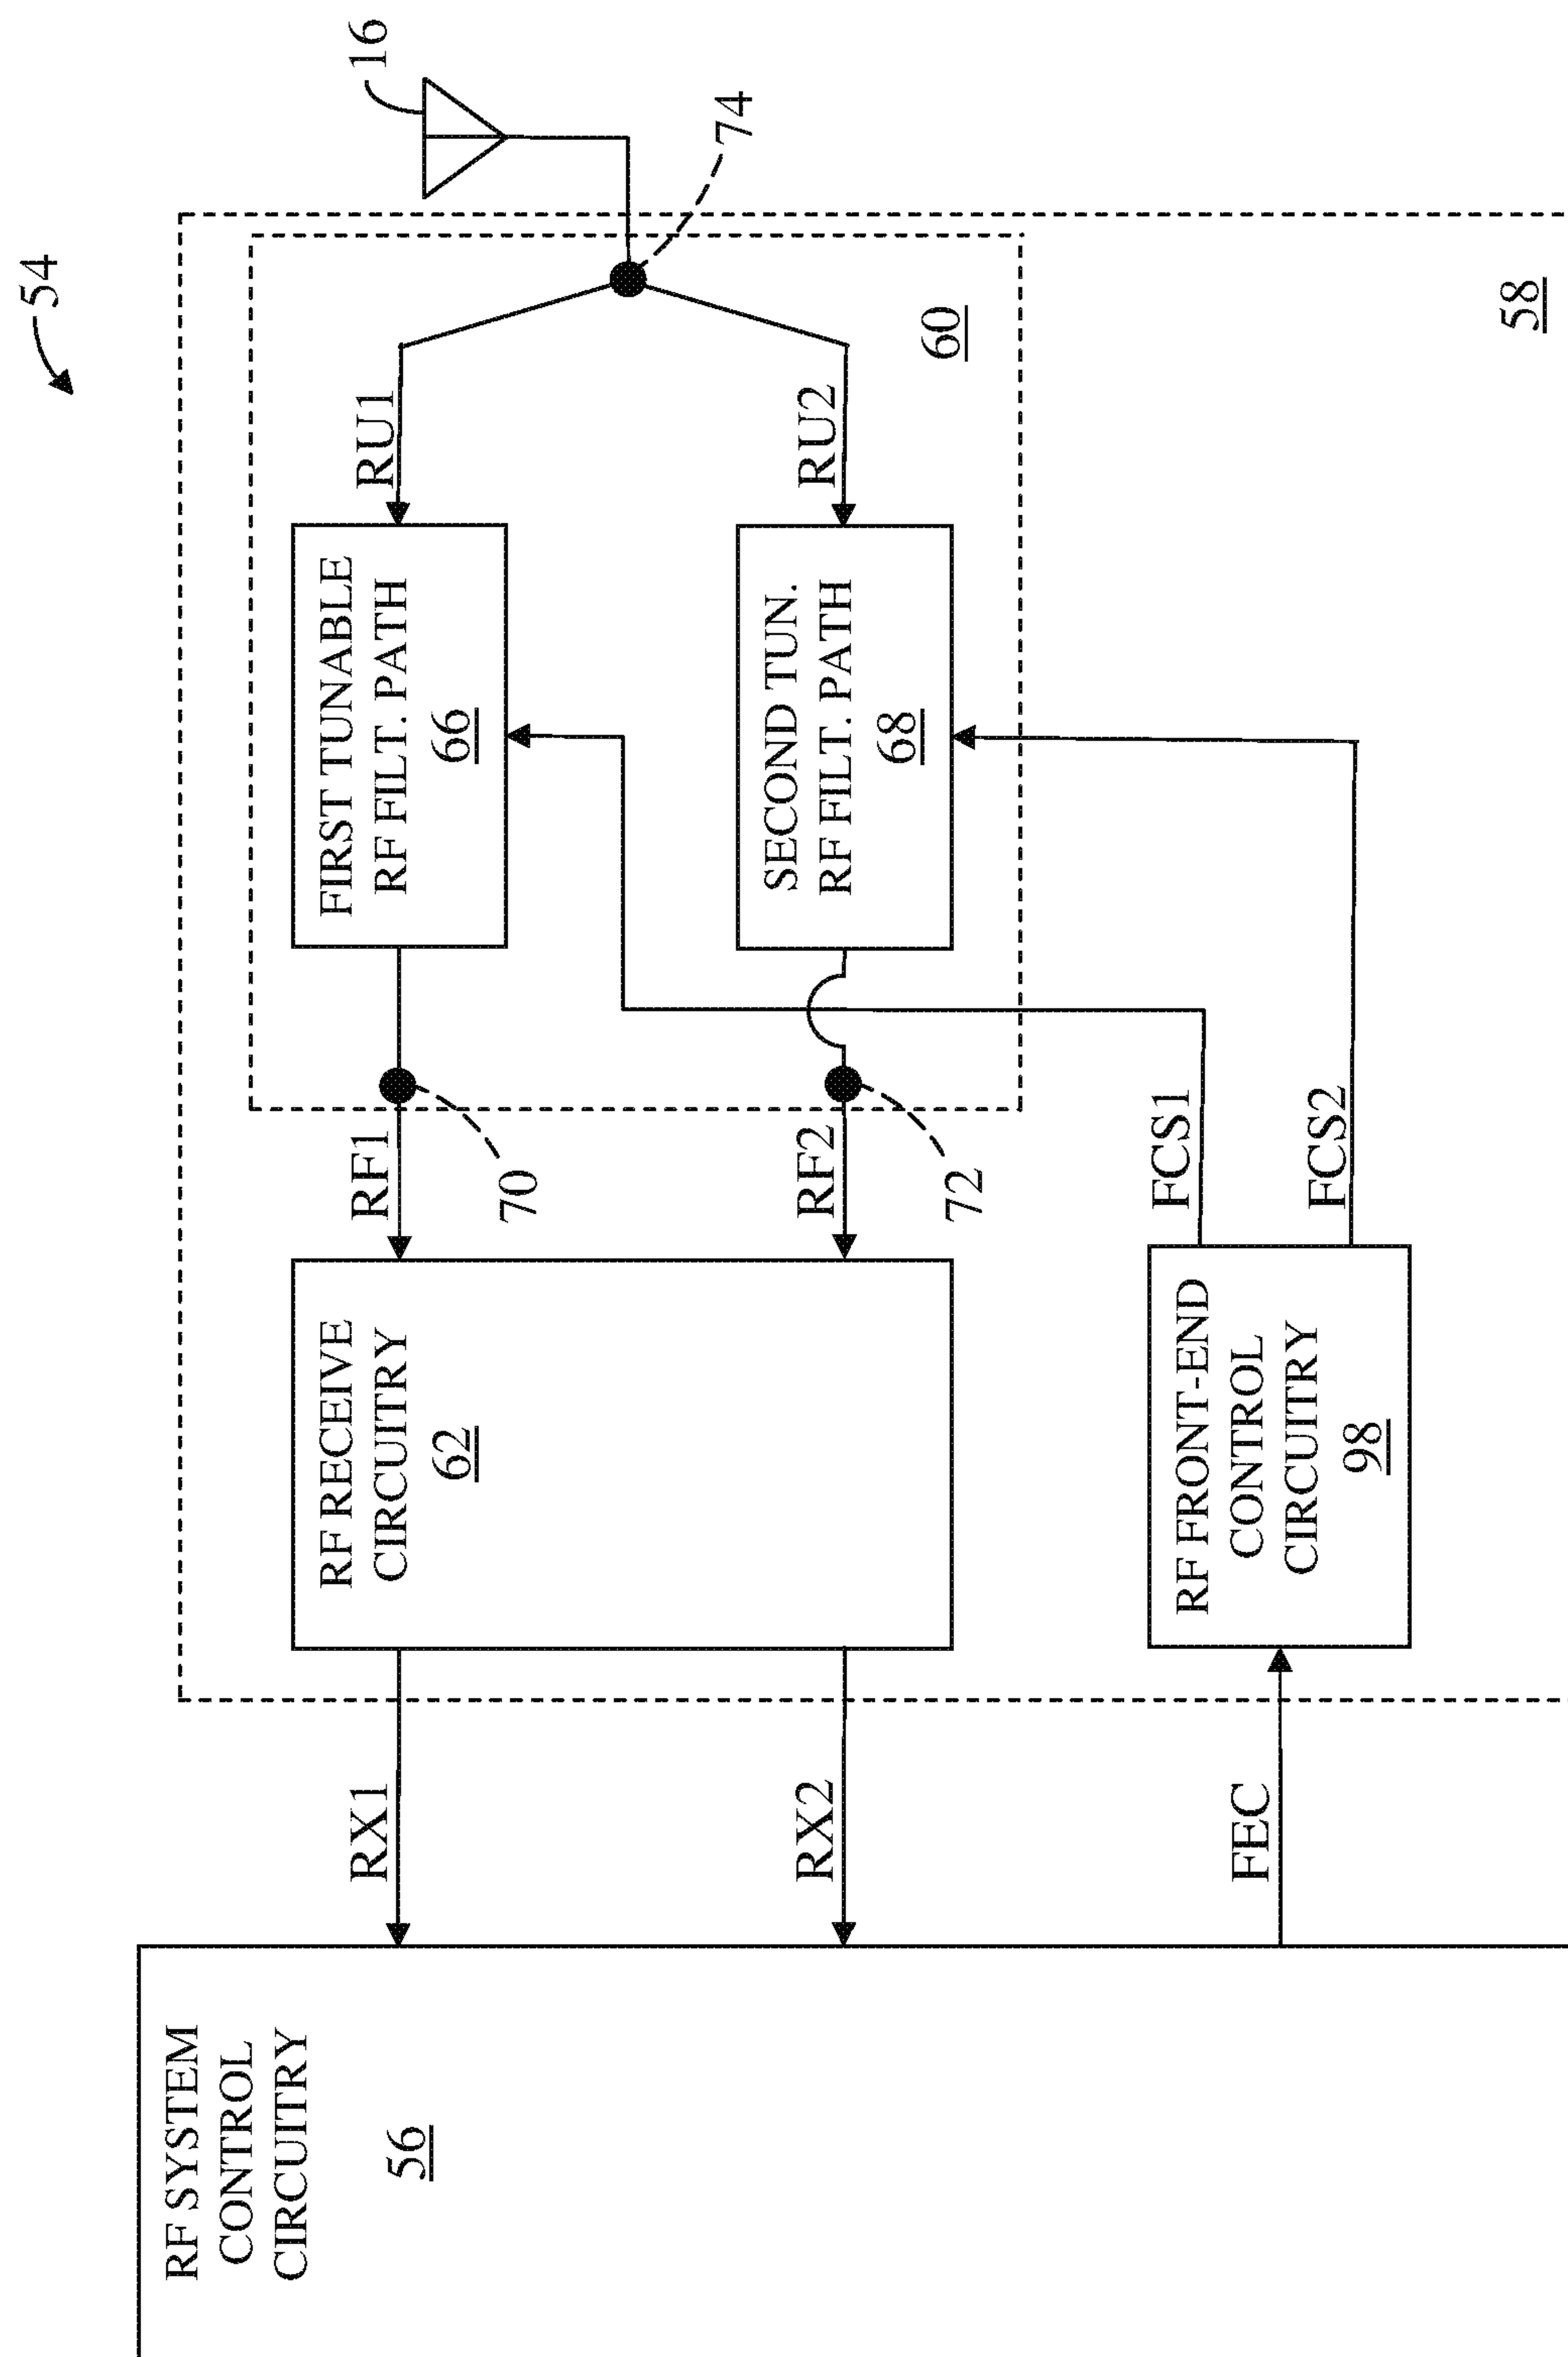 54
RF SYSTEM
CONTROL
CIRCUITRY
56
RX1
RX2
FEC
RF RECEIVE
CIRCUITRY
62
RF FRONT-END
CONTROL
CIRCUITRY
98
RF1
70
RF2
72
FCS1
FCS2
FIRST TUNABLE
RF FILT. PATH
66
SECOND TUN.
RF FILT. PATH
68
RU1
RU2
60
74
16
58